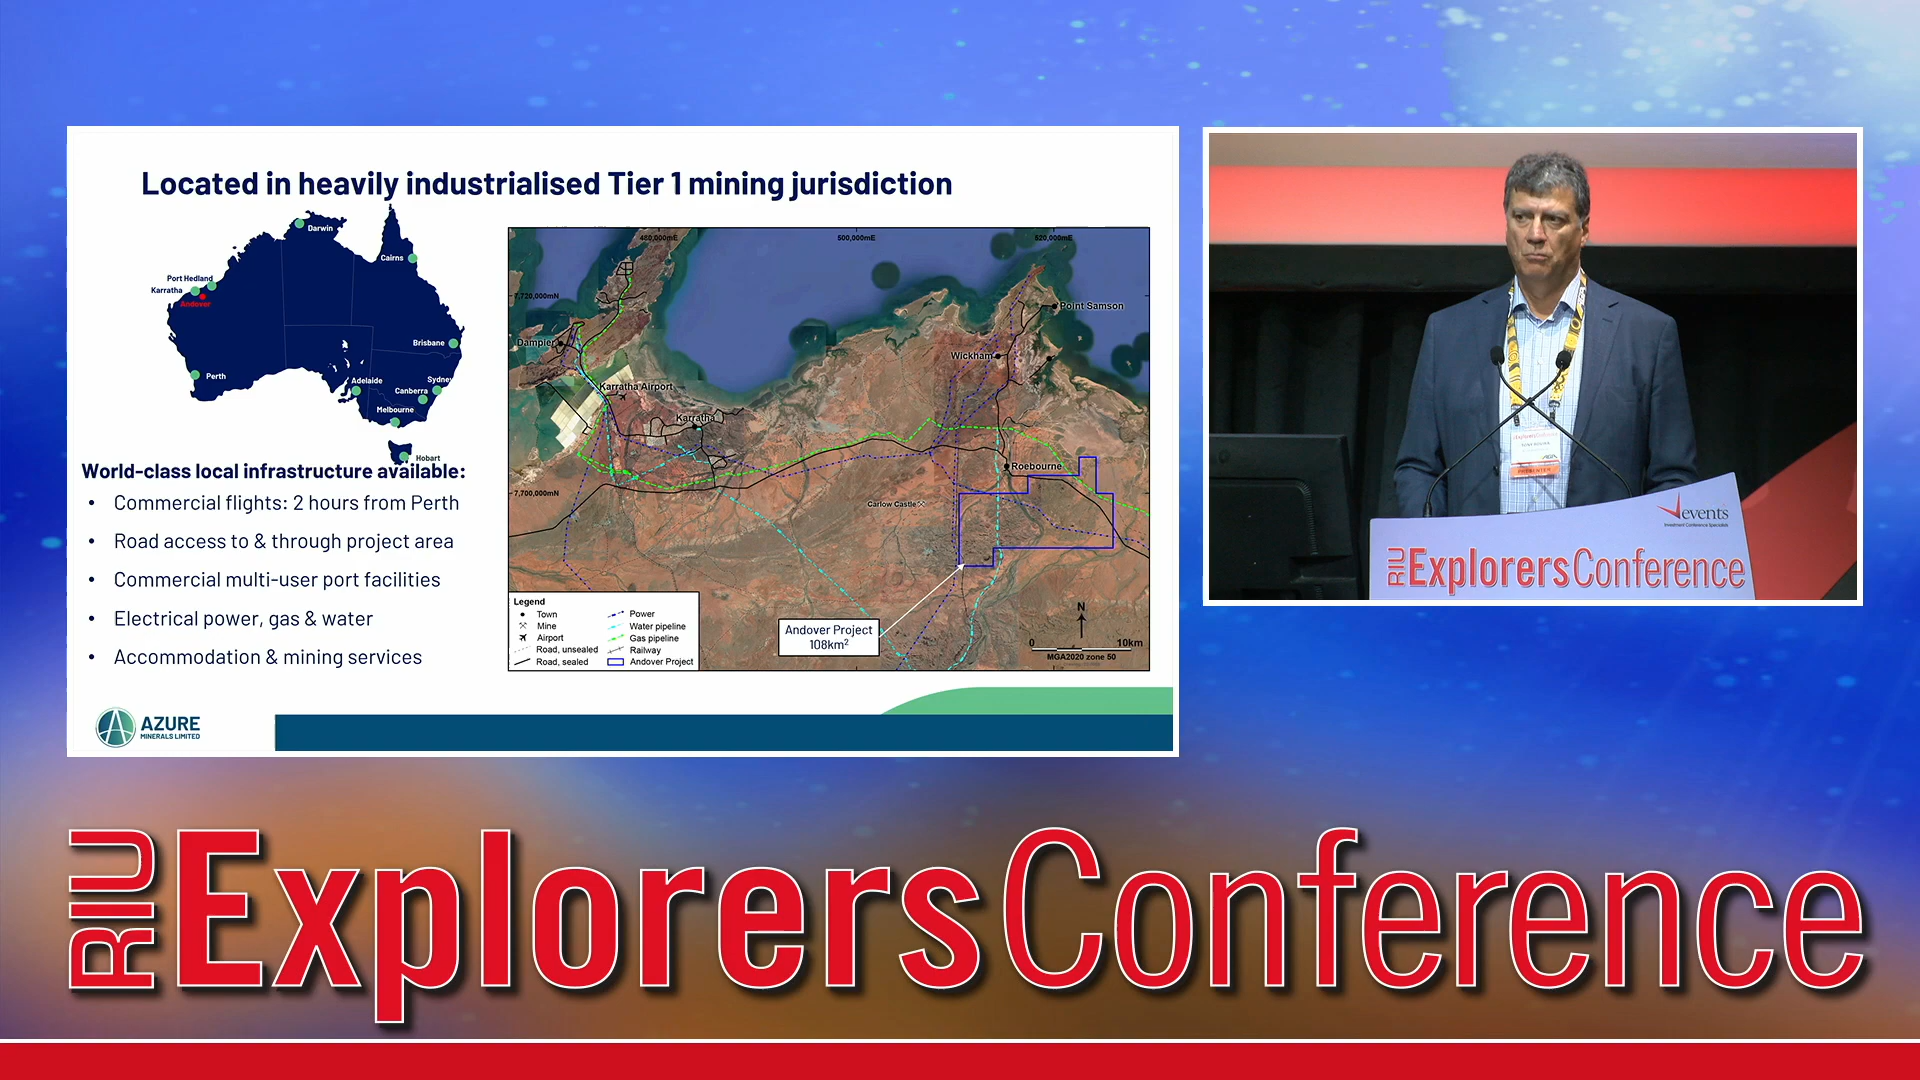 Located in heavily industrialised Tier 1 mining jurisdiction
Darwin
Cairns
Port Hedland
Karratha
Andover
Brisbane
Perth
Adelaide
Sydney
Canberra
Melbourne
Hobart
World-class local infrastructure available:
• Commercial flights: 2 hours from Perth
• Road access to & through project area
• Commercial multi-user port facilities
• Electrical power, gas & water
• Accommodation & mining services
AZURE
MINERALS LIMITED
480,000mE
500,000mE
520,000mE
7,720,000mN
Point Samson
Dampier
Wickham
Karratha Airport
Karratha
Roebourne
7,700,000mN
Carlow Castle
Legend
Town
Mine
Airport
Road, unsealed
Road, sealed
Power
Water pipeline
Gas pipeline
Railway
Andover Project
Andover Project
108km²
N
0 10km
MGA2020 zone 50
PRESENTER
events
Investment Conference Specialists
RIU ExplorersConference
RIU ExplorersConference